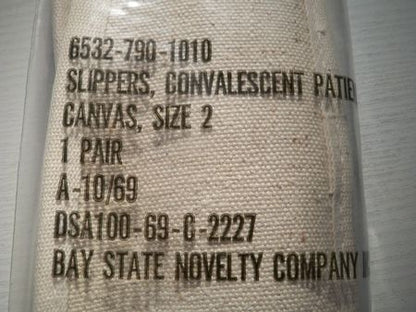 6532-790-1010
SLIPPERS, CONVALESCENT PATIE
CANVAS, SIZE 2
1 PAIR
A-10/69
DSA100-69-C-2227
BAY STATE NOVELTY COMPANY